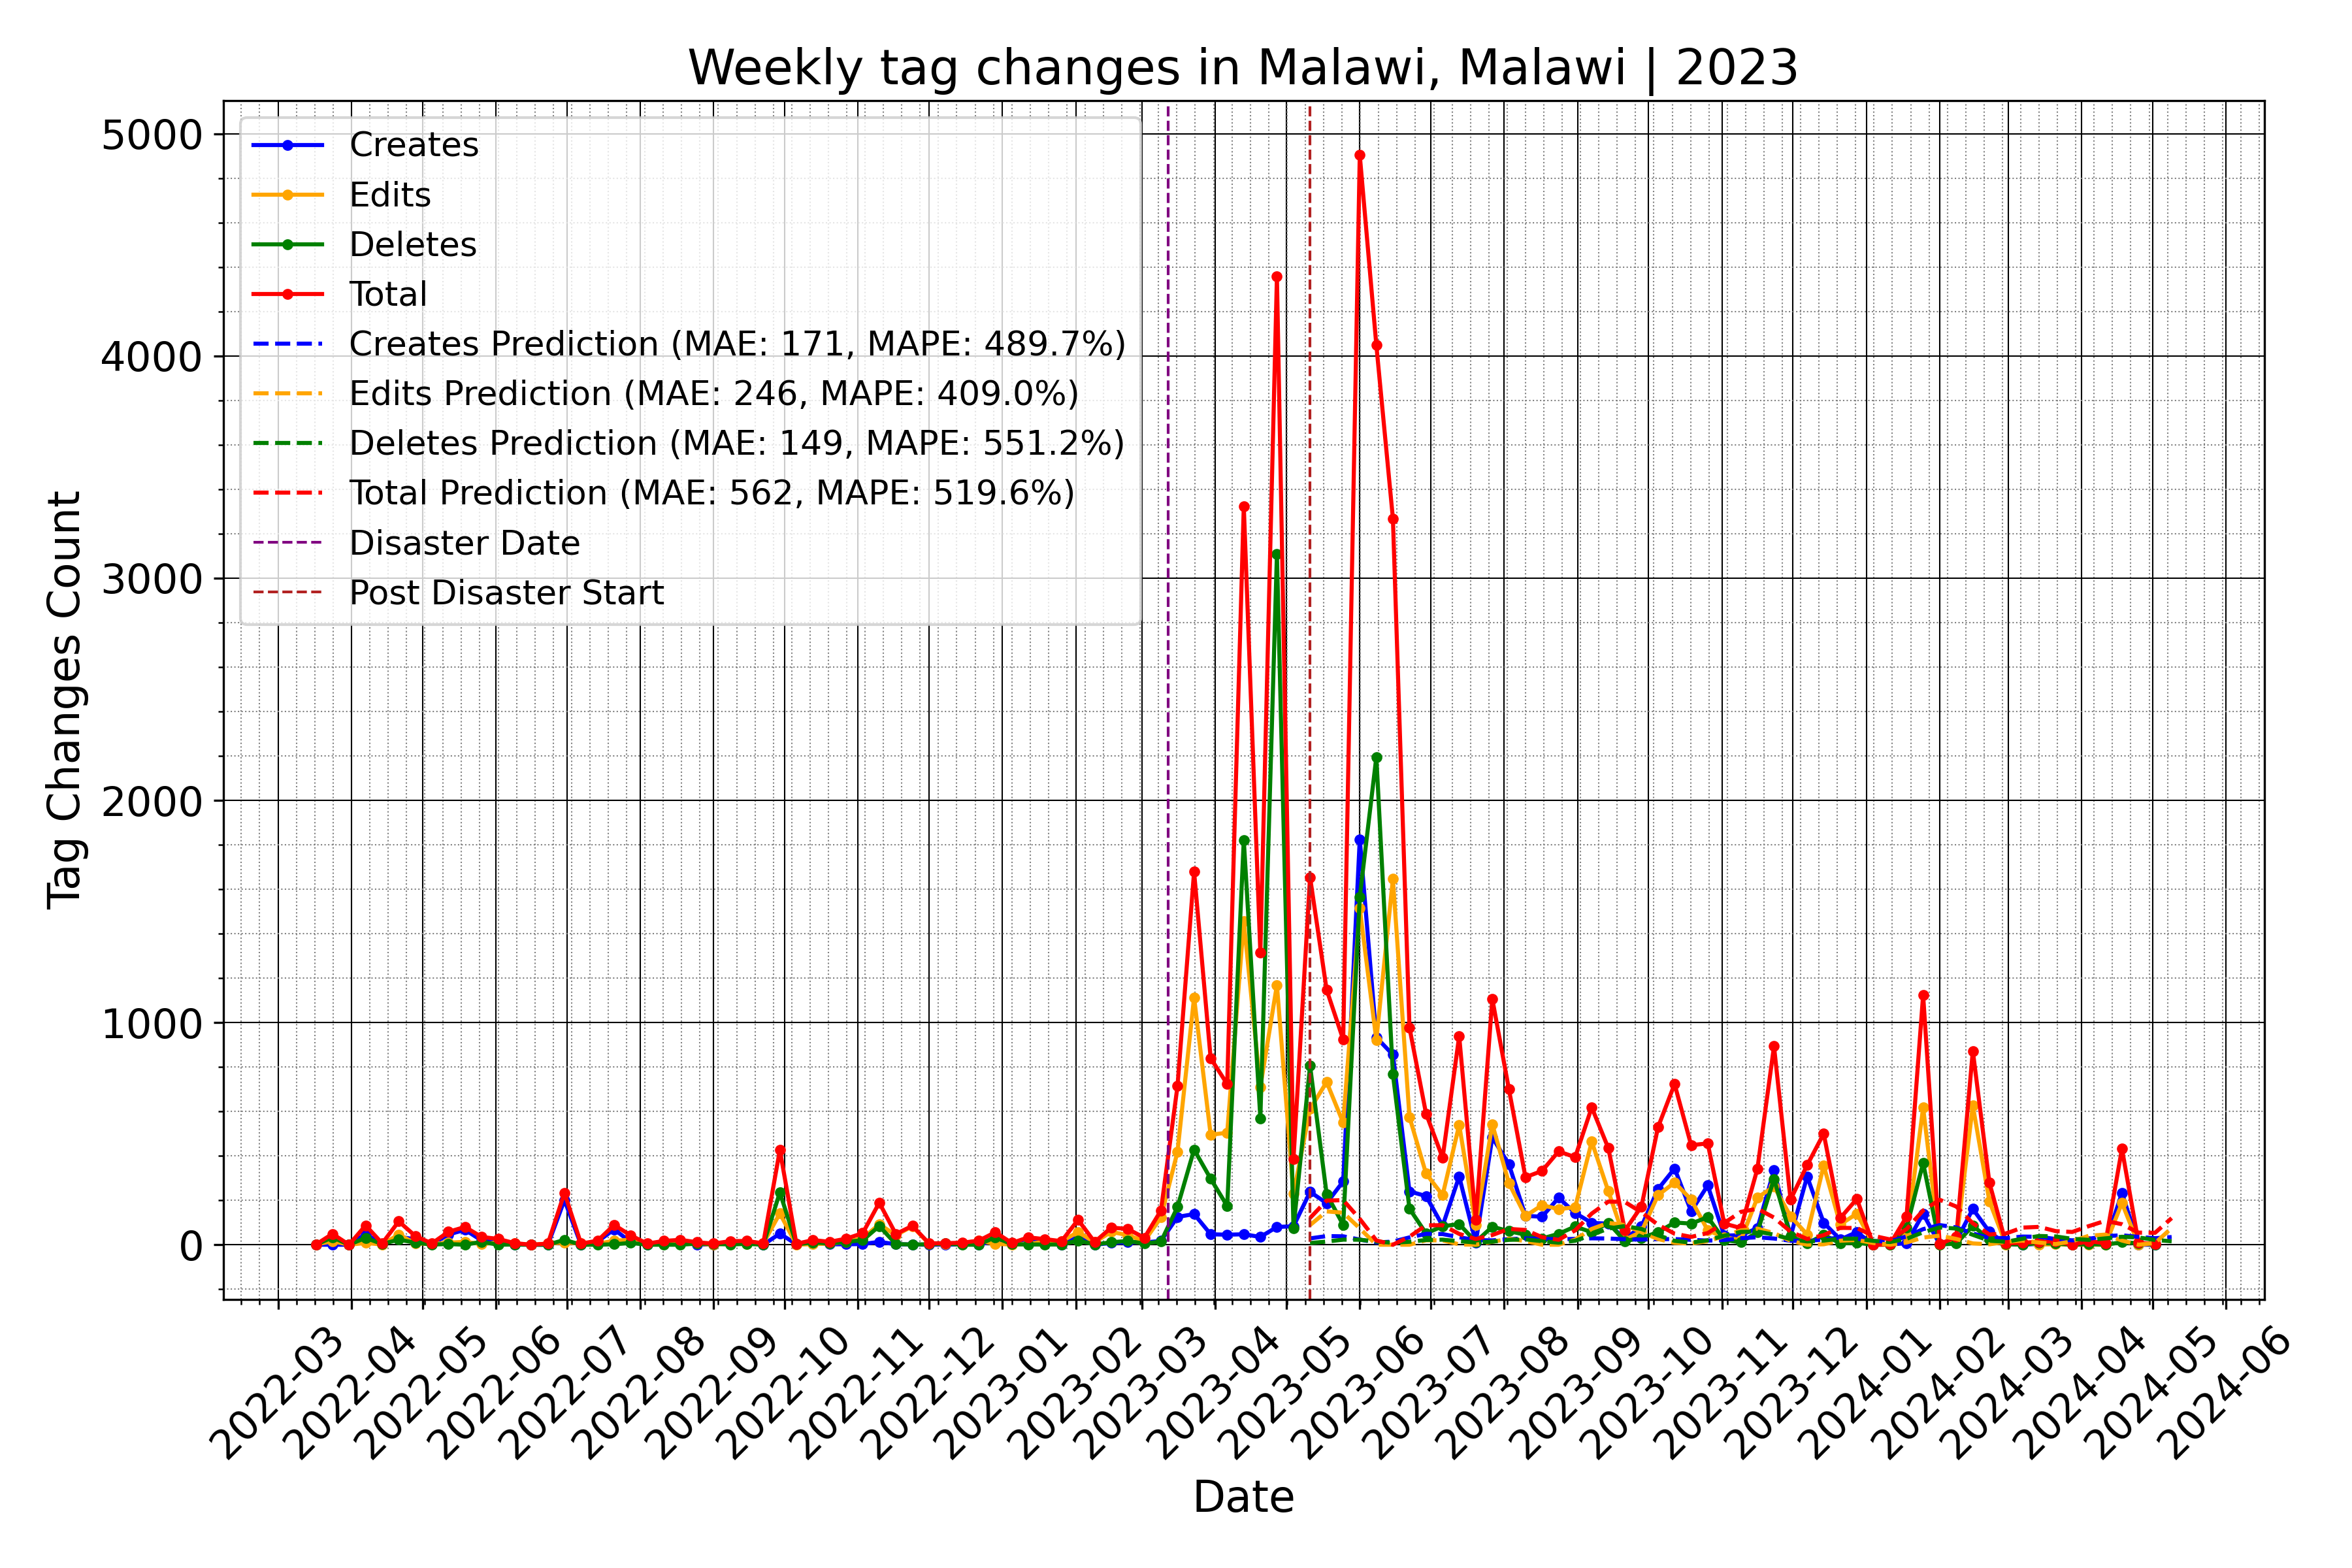 Weekly tag changes in Malawi, Malawi | 2023
Tag Changes Count
5000
4000
3000
2000
1000
0
Creates
Edits
Deletes
Total
Creates Prediction (MAE: 171, MAPE: 489.7%)
Edits Prediction (MAE: 246, MAPE: 409.0%)
Deletes Prediction (MAE: 149, MAPE: 551.2%)
Total Prediction (MAE: 562, MAPE: 519.6%)
Disaster Date
Post Disaster Start
2022-03
2022-04
2022-05
2022-06
2022-07
2022-08
2022-09
2022-10
2022-11
2022-12
2023-01
2023-02
2023-03
2023-04
2023-05
2023-06
2023-07
2023-08
2023-09
2023-10
2023-11
2023-12
2024-01
2024-02
2024-03
2024-04
2024-05
2024-06
Date